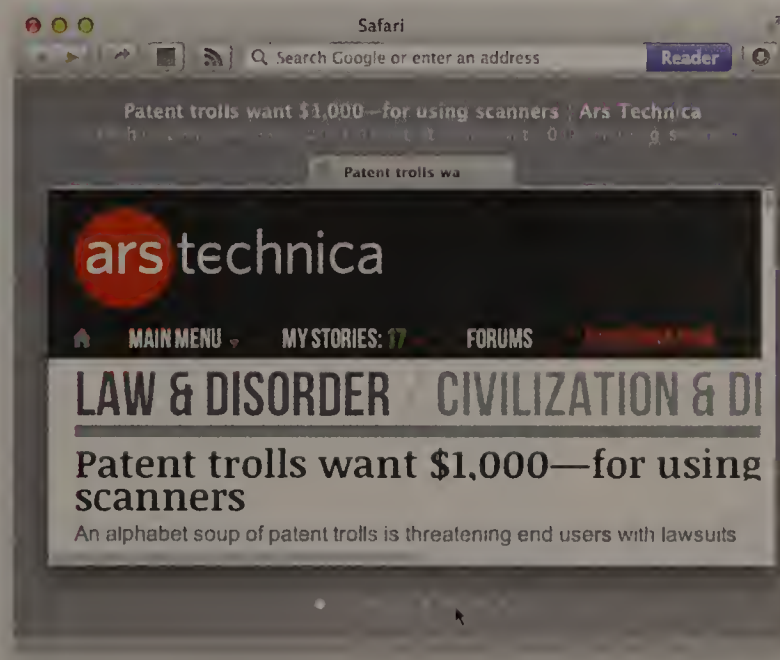 Safari
Search Google or enter an address
Reader
Patent trolls want $1,000—for using scanners | Ars Technica
Patent trolls wa
ars technica
MAIN MENU
MY STORIES: 17
FORUMS
LAW & DISORDER
CIVILIZATION & DI
Patent trolls want $1,000—for using
scanners
An alphabet soup of patent trolls is threatening end users with lawsuits